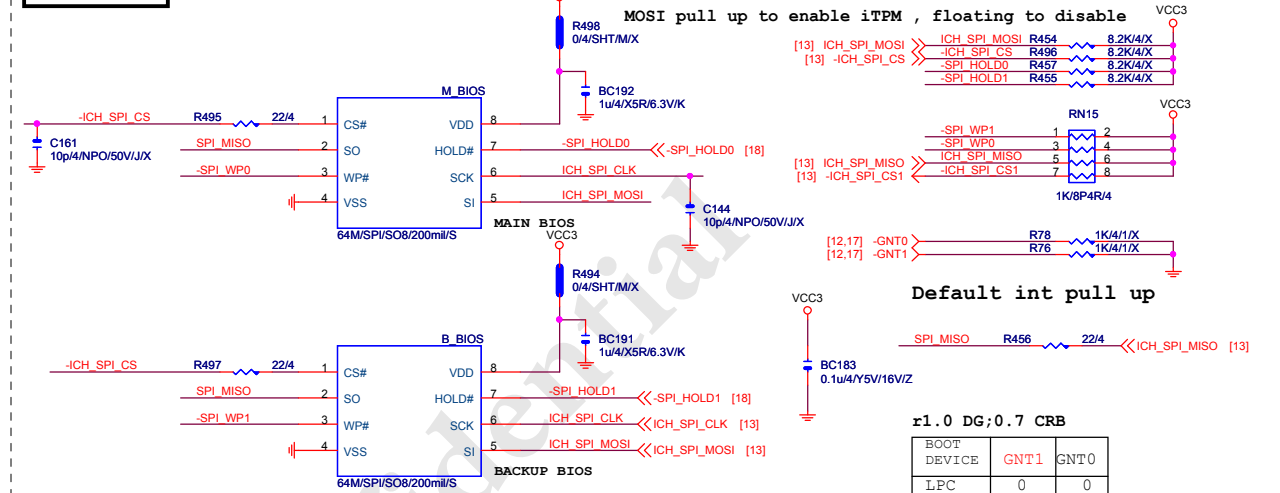 MOSI pull up to enable iTPM , floating to disable
VCC3
R498
0/4/SHT/M/X
[13] ICH_SPI_MOSI ICH_SPI_MOSI R454 8.2K/4/X
[13] -ICH_SPI_CS -ICH_SPI_CS R496 8.2K/4/X
-SPI_HOLD0 R457 8.2K/4/X
-SPI_HOLD1 R455 8.2K/4/X
M_BIOS
BC192
1u/4/X5R/6.3V/K
-ICH_SPI_CS R495 22/4 1 CS# VDD 8
C161
10p/4/NPO/50V/J/X
SPI_MISO 2 SO HOLD# 7 -SPI_HOLD0 -SPI_HOLD0 [18]
-SPI_WP0 3 WP# SCK 6 ICH_SPI_CLK
4 VSS SI 5 ICH_SPI_MOSI
C144
10p/4/NPO/50V/J/X
64M/SPI/SO8/200mil/S
MAIN BIOS
VCC3
RN15
-SPI_WP1 1 2
-SPI_WP0 3 4
[13] ICH_SPI_MISO ICH_SPI_MISO 5 6
[13] -ICH_SPI_CS1 -ICH_SPI_CS1 7 8
1K/8P4R/4
VCC3
R494
0/4/SHT/M/X
[12,17] -GNT0 R78 1K/4/1/X
[12,17] -GNT1 R76 1K/4/1/X
Default int pull up
VCC3
BC183
0.1u/4/Y5V/16V/Z
SPI_MISO R456 22/4 ICH_SPI_MISO [13]
B_BIOS
BC191
1u/4/X5R/6.3V/K
-ICH_SPI_CS R497 22/4 1 CS# VDD 8
SPI_MISO 2 SO HOLD# 7 -SPI_HOLD1 -SPI_HOLD1 [18]
-SPI_WP1 3 WP# SCK 6 ICH_SPI_CLK ICH_SPI_CLK [13]
4 VSS SI 5 ICH_SPI_MOSI ICH_SPI_MOSI [13]
64M/SPI/SO8/200mil/S
BACKUP BIOS
r1.0 DG;0.7 CRB
BOOT DEVICE GNT1 GNT0
LPC 0 0
fidential